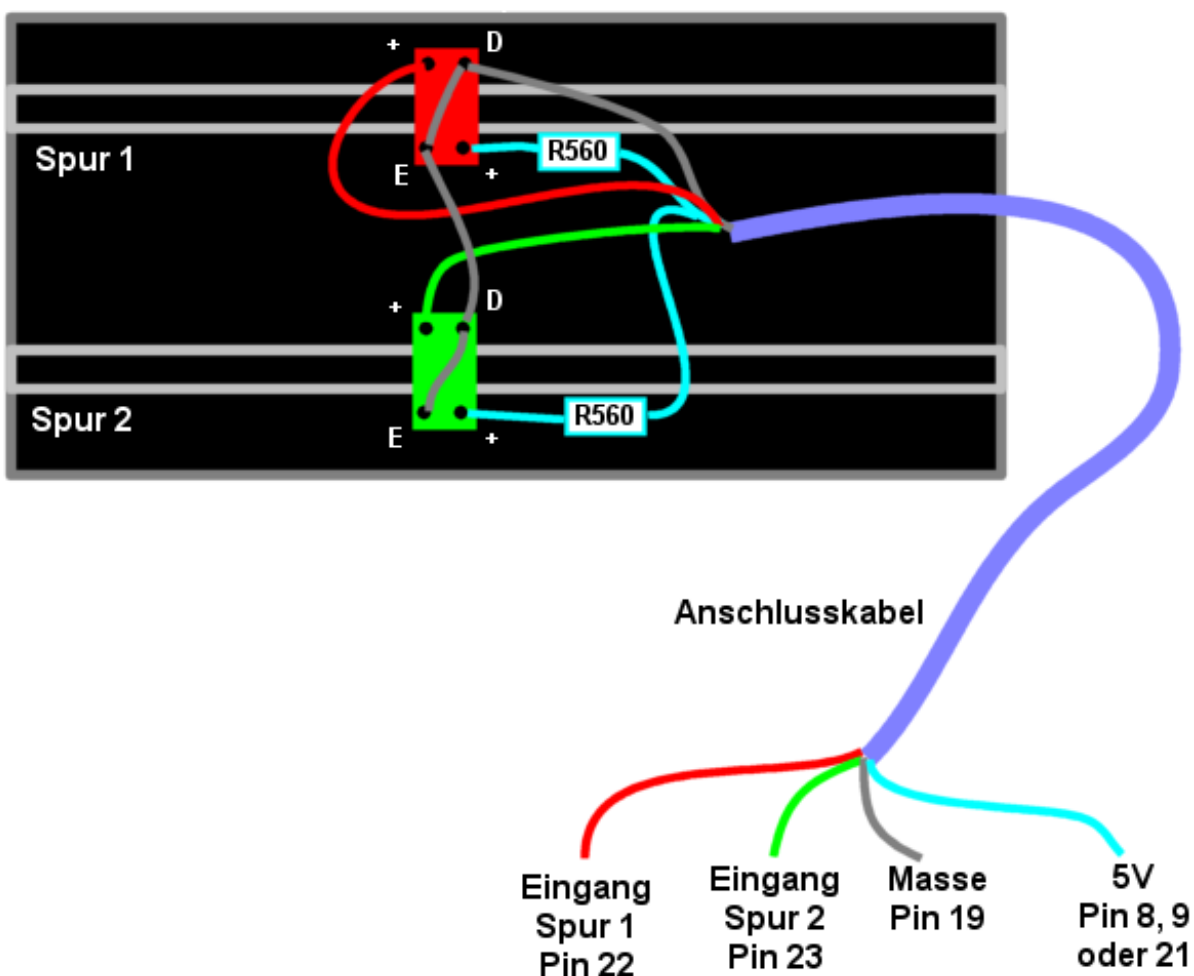 + D
Spur 1
R560
E +
+ D
Spur 2
R560
E +
Anschlusskabel
Eingang
Spur 1
Pin 22
Eingang
Spur 2
Pin 23
Masse
Pin 19
5V
Pin 8, 9
oder 21